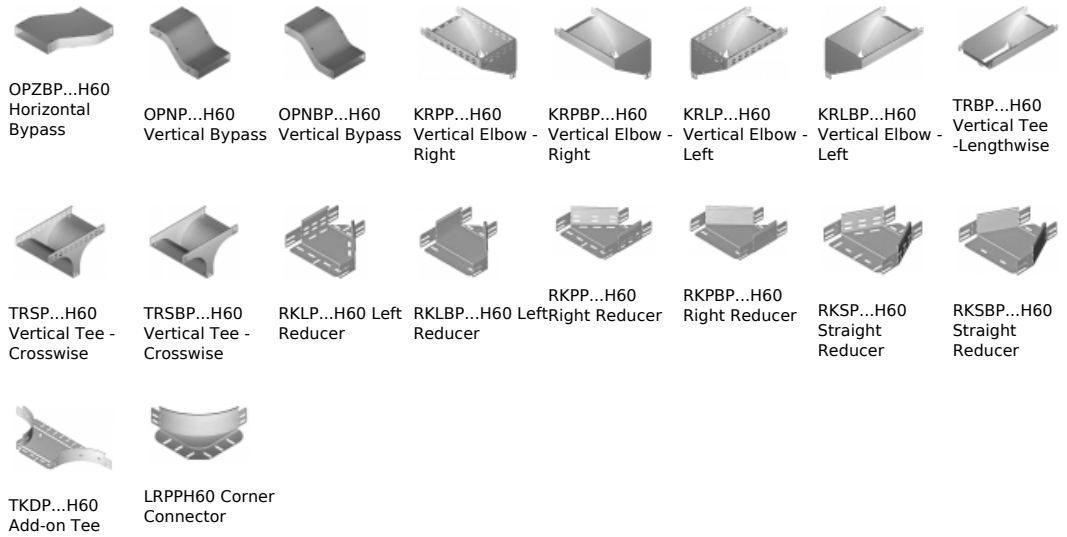 OPZBP...H60
Horizontal
Bypass
OPNP...H60
Vertical Bypass
OPNBP...H60
Vertical Bypass
KRPP...H60
Vertical Elbow -
Right
KRPBP...H60
Vertical Elbow -
Right
KRLP...H60
Vertical Elbow -
Left
KRLBP...H60
Vertical Elbow -
Left
TRBP...H60
Vertical Tee
-Lengthwise
TRSP...H60
Vertical Tee -
Crosswise
TRSBP...H60
Vertical Tee -
Crosswise
RKLP...H60 Left
Reducer
RKLBP...H60 Left
Reducer
RKPP...H60
Right Reducer
RKPBP...H60
Right Reducer
RKSP...H60
Straight
Reducer
RKSBP...H60
Straight
Reducer
TKDP...H60
Add-on Tee
LRPPH60 Corner
Connector